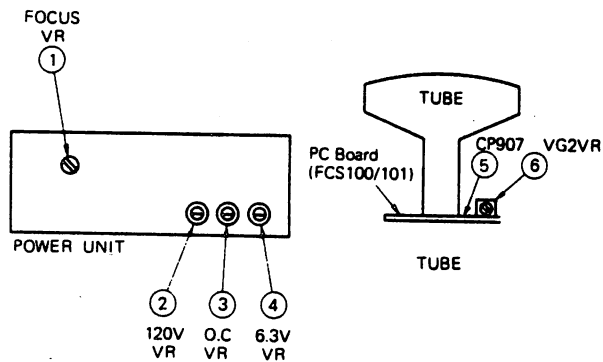 FOCUS
VR
1
POWER UNIT
2
3
4
120V
VR
O.C
VR
6.3V
VR
TUBE
PC Board
(FCS100/101)
CP907
5
6
VG2VR
TUBE